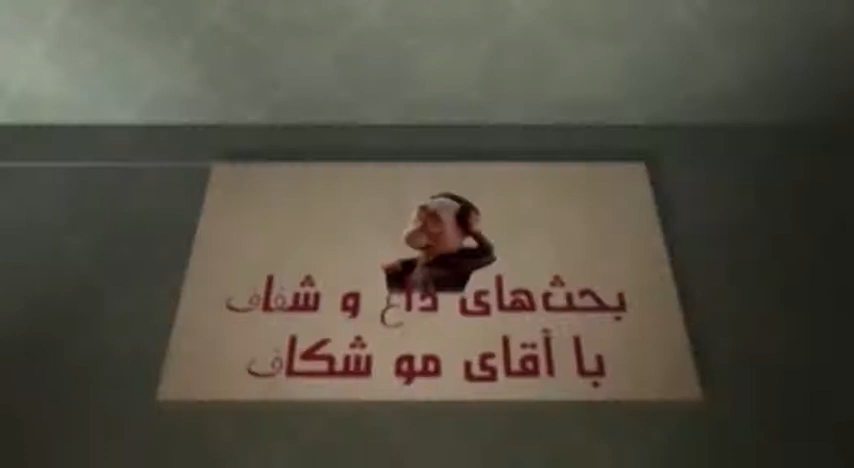 بحث‌های داغ و شفاف
با آقای مو شکاف